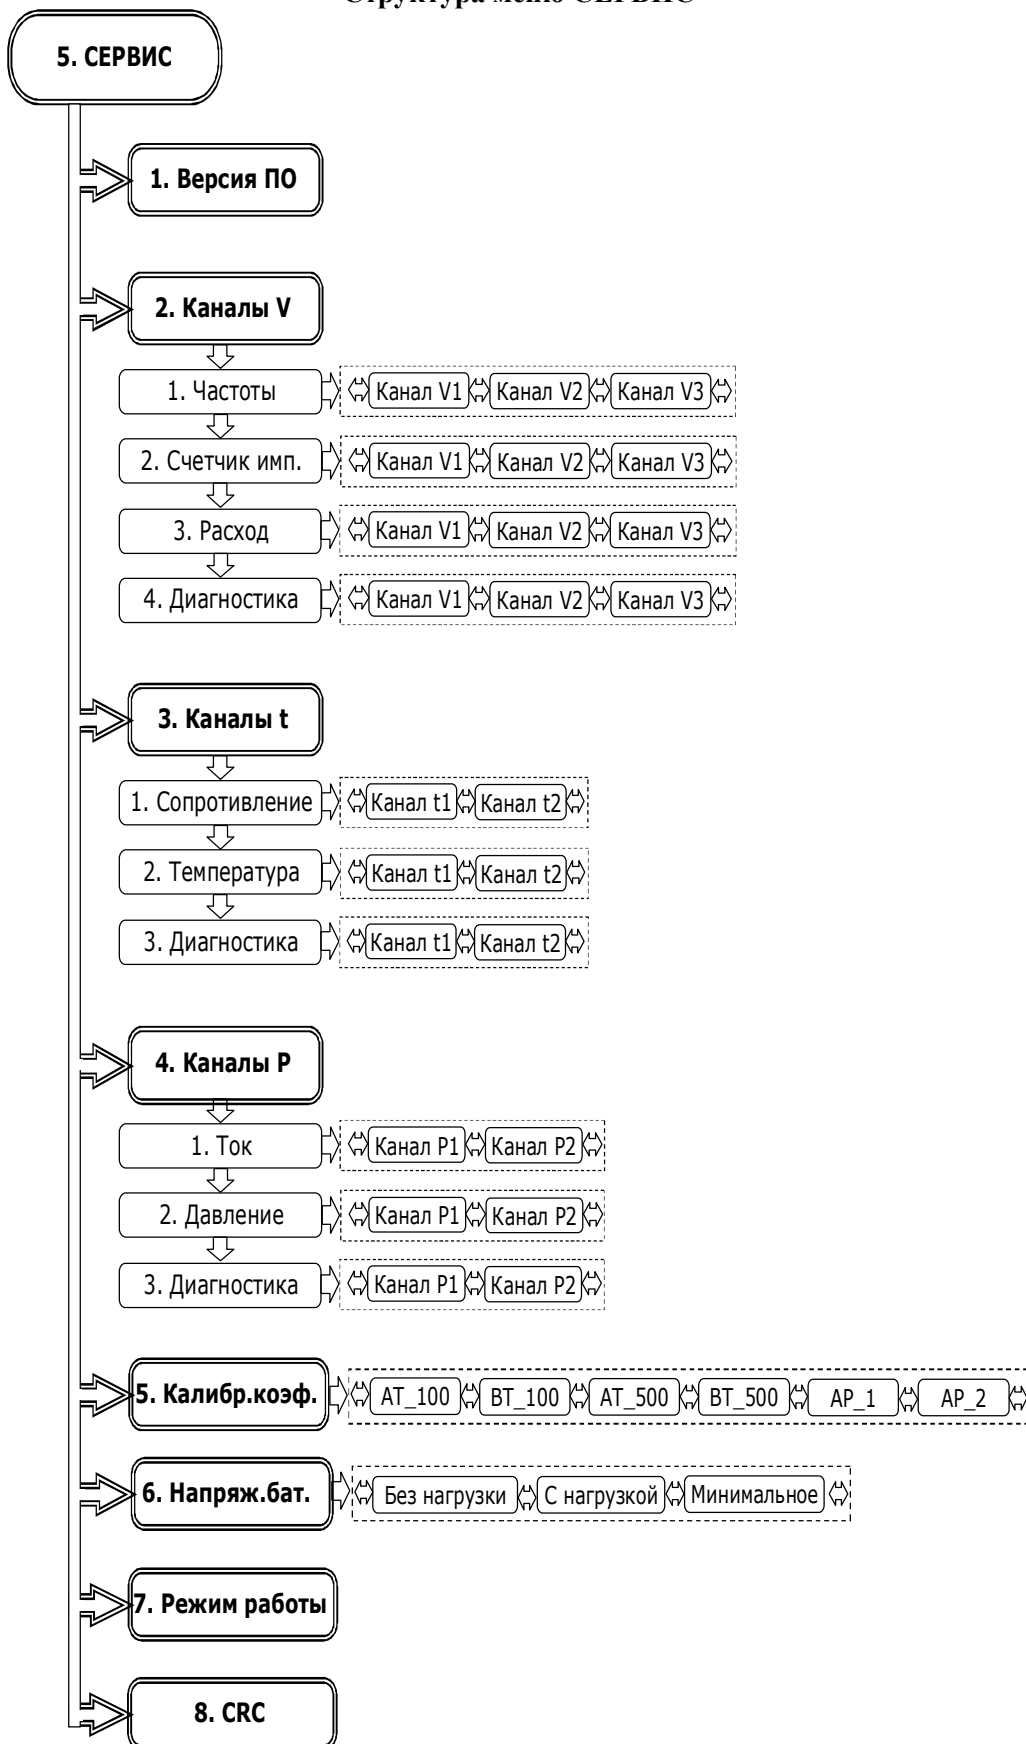 Структура меню СЕРВИС
5. СЕРВИС
1. Версия ПО
2. Каналы V
1. Частоты Канал V1 Канал V2 Канал V3
2. Счетчик имп. Канал V1 Канал V2 Канал V3
3. Расход Канал V1 Канал V2 Канал V3
4. Диагностика Канал V1 Канал V2 Канал V3
3. Каналы t
1. Сопротивление Канал t1 Канал t2
2. Температура Канал t1 Канал t2
3. Диагностика Канал t1 Канал t2
4. Каналы P
1. Ток Канал P1 Канал P2
2. Давление Канал P1 Канал P2
3. Диагностика Канал P1 Канал P2
5. Калибр.коэф. AT_100 BT_100 AT_500 BT_500 AP_1 AP_2
6. Напряж.бат. Без нагрузки С нагрузкой Минимальное
7. Режим работы
8. CRC